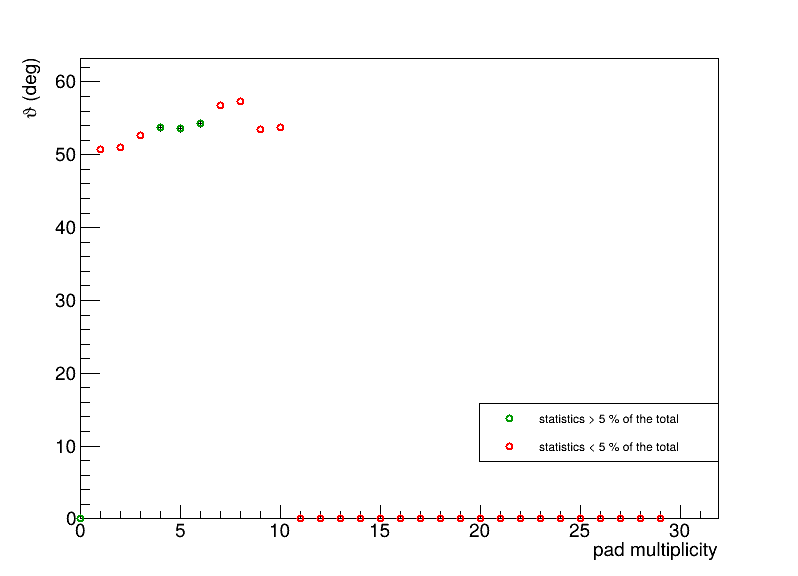 ϑ (deg)
60
50
40
30
20
10
0
statistics > 5 % of the total
statistics < 5 % of the total
0 5 10 15 20 25 30
pad multiplicity